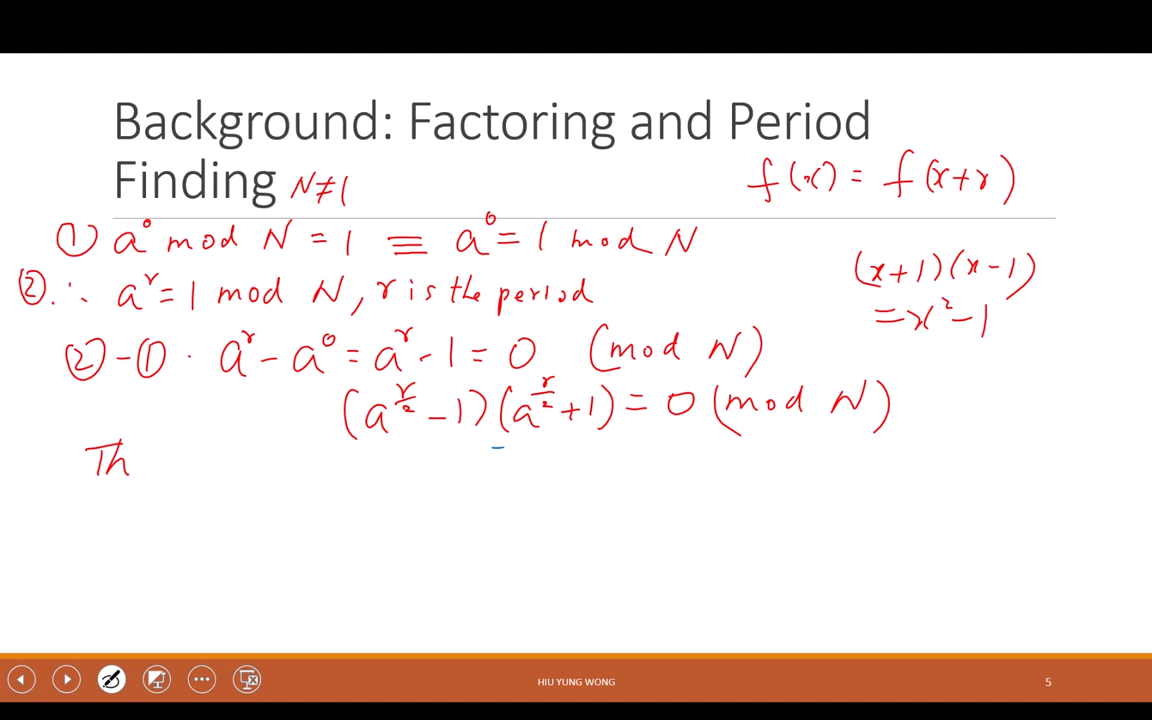 Background: Factoring and Period
Finding N≠1
f(x) = f(x+r)
① a⁰ mod N = 1 ≡ a⁰ = 1 mod N
(x+1)(x-1)
= x² - 1
②. ∴ aʳ = 1 mod N, r is the period
② - ① . aʳ - a⁰ = aʳ - 1 = 0 (mod N)
(a^(r/2) - 1)(a^(r/2) + 1) = 0 (mod N)
Th
HIU YUNG WONG
5